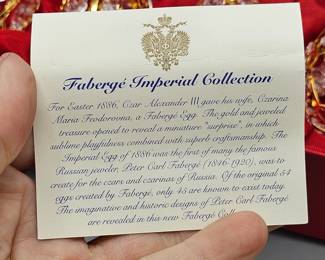 Fabergé Imperial Collection
For Easter 1886, Czar Alexander III gave his wife, Czarina
Maria Feodorovna, a Fabergé Egg. The gold and jeweled
treasure opened to reveal a minature "surprise", in which
sublime playfulness combined with superb craftsmanship. The
Imperial Egg of 1886 was the first of many the famous
Russian jeweler, Peter Carl Fabergé (1846-1920), was to
create for the czars and czarinas of Russia. Of the original 54
eggs created by Fabergé, only 45 are known to exist today.
The imaginative and historic designs of Peter Carl Fabergé
are revealed in this new Fabergé